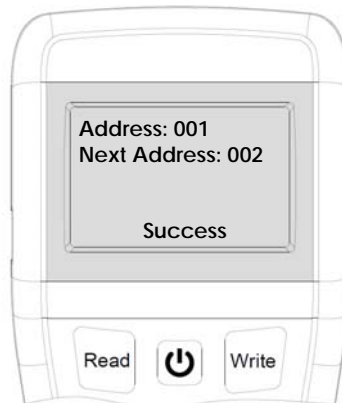 Address: 001
Next Address: 002
Success
Read
Write